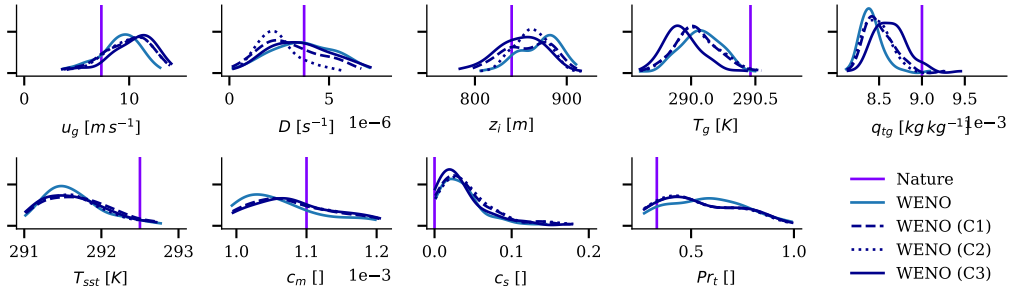 0 10
u_g [m s⁻¹]
0 5
D [s⁻¹] 1e-6
800 900
z_i [m]
290.0 290.5
T_g [K]
8.5 9.0 9.5
q_tg [kg kg⁻¹] 1e-3
291 292 293
T_sst [K]
1.0 1.1 1.2
c_m [] 1e-3
0.0 0.1 0.2
c_s []
0.5 1.0
Pr_t []
Nature
WENO
WENO (C1)
WENO (C2)
WENO (C3)